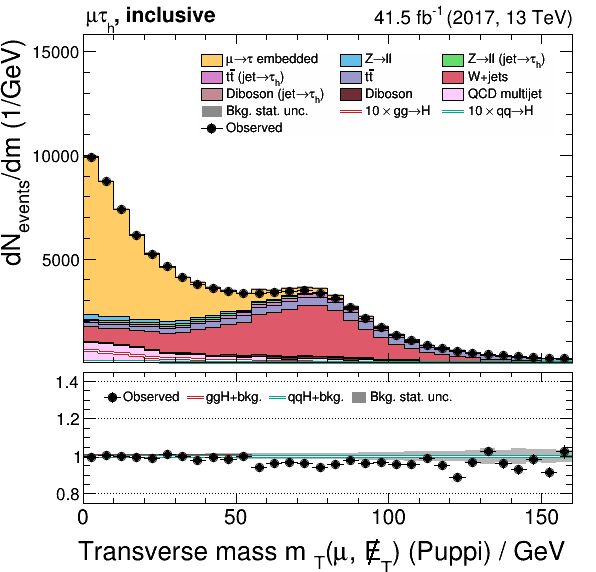 μτh, inclusive
41.5 fb⁻¹ (2017, 13 TeV)
dNevents/dm (1/GeV)
15000
10000
5000
μ→τ embedded
Z→ll
Z→ll (jet→τh)
tt̄ (jet→τh)
tt̄
W+jets
Diboson (jet→τh)
Diboson
QCD multijet
Bkg. stat. unc.
10 × gg→H
10 × qq→H
Observed
1.4
1.2
1
0.8
Observed
ggH+bkg.
qqH+bkg.
Bkg. stat. unc.
0
50
100
150
Transverse mass m T(μ, E̸T) (Puppi) / GeV